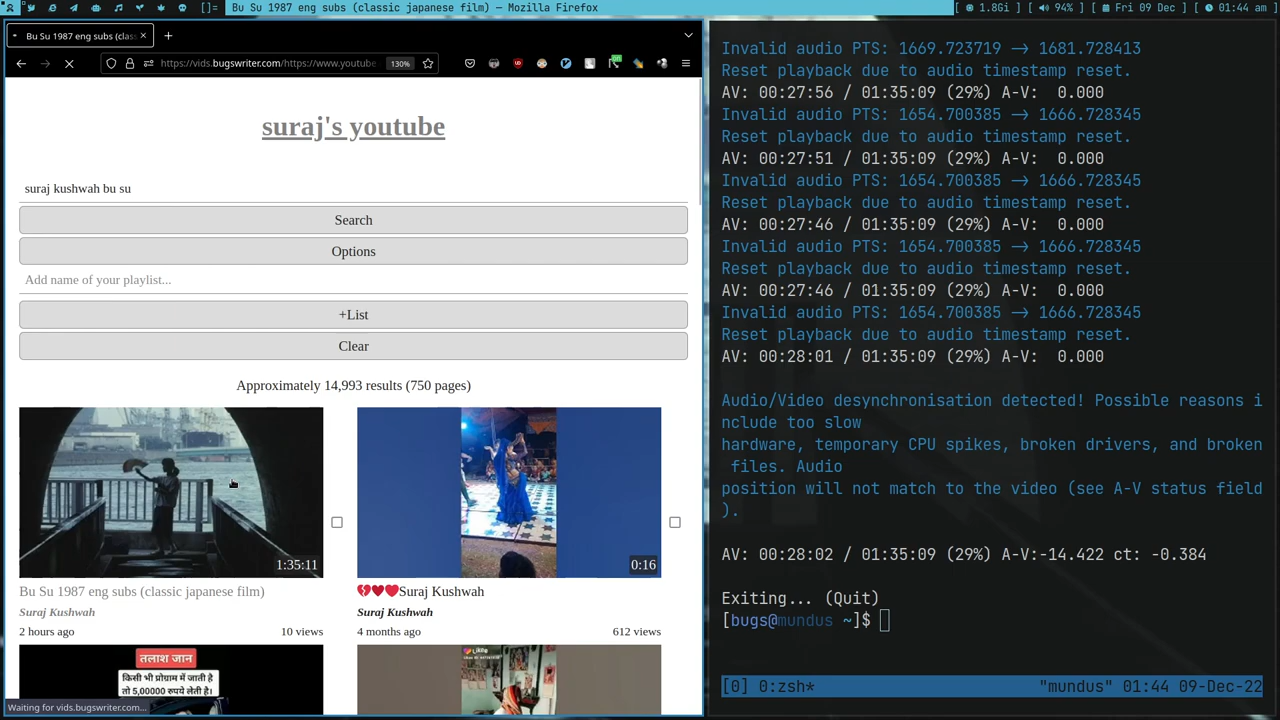 []= Bu Su 1987 eng subs (classic japanese film) — Mozilla Firefox [ 1.8Gi ] [ 94% ] [ Fri 09 Dec ] [ 01:44 am ]
Bu Su 1987 eng subs (clas
https://vids.bugswriter.com/https://www.youtube 130%
suraj's youtube
suraj kushwah bu su
Search
Options
Add name of your playlist...
+List
Clear
Approximately 14,993 results (750 pages)
1:35:11
Bu Su 1987 eng subs (classic japanese film)
Suraj Kushwah
2 hours ago 10 views
0:16
💔❤️❤️Suraj Kushwah
Suraj Kushwah
4 months ago 612 views
तलाश जान
किसी भी प्रोग्राम में जाती है
तो 5,00000 रुपये लेती है।
Waiting for vids.bugswriter.com...
Invalid audio PTS: 1669.723719 -> 1681.728413
Reset playback due to audio timestamp reset.
AV: 00:27:56 / 01:35:09 (29%) A-V:  0.000
Invalid audio PTS: 1654.700385 -> 1666.728345
Reset playback due to audio timestamp reset.
AV: 00:27:51 / 01:35:09 (29%) A-V:  0.000
Invalid audio PTS: 1654.700385 -> 1666.728345
Reset playback due to audio timestamp reset.
AV: 00:27:46 / 01:35:09 (29%) A-V:  0.000
Invalid audio PTS: 1654.700385 -> 1666.728345
Reset playback due to audio timestamp reset.
AV: 00:27:46 / 01:35:09 (29%) A-V:  0.000
Invalid audio PTS: 1654.700385 -> 1666.728345
Reset playback due to audio timestamp reset.
AV: 00:28:01 / 01:35:09 (29%) A-V:  0.000
Audio/Video desynchronisation detected! Possible reasons i
nclude too slow
hardware, temporary CPU spikes, broken drivers, and broken
 files. Audio
position will not match to the video (see A-V status field
).
AV: 00:28:02 / 01:35:09 (29%) A-V:-14.422 ct: -0.384
Exiting... (Quit)
[bugs@mundus ~]$
[0] 0:zsh* "mundus" 01:44 09-Dec-22